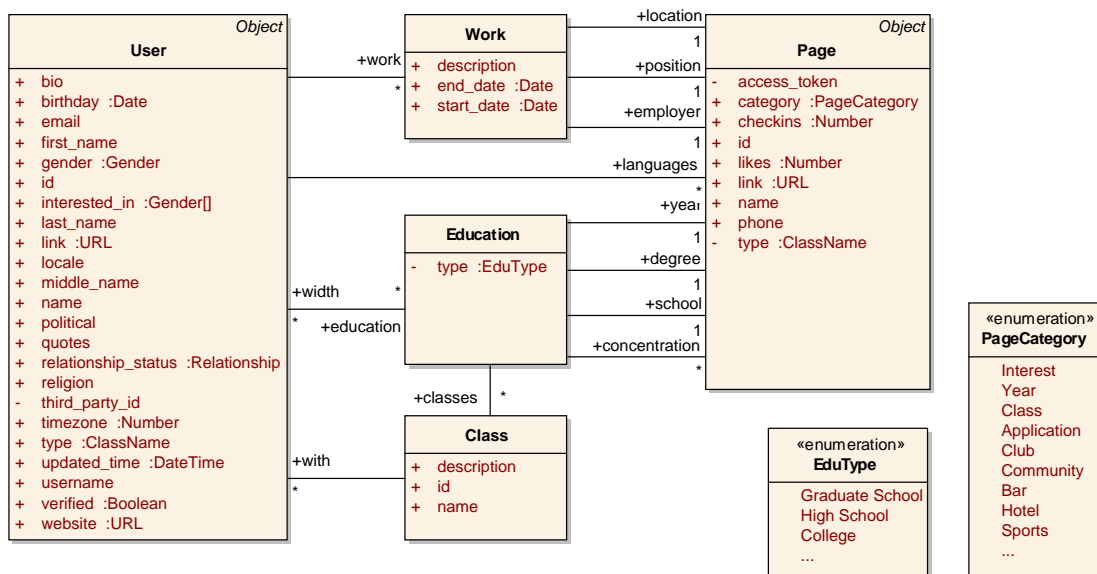 Object
User
+ bio
+ birthday :Date
+ email
+ first_name
+ gender :Gender
+ id
+ interested_in :Gender[]
+ last_name
+ link :URL
+ locale
+ middle_name
+ name
+ political
+ quotes
+ relationship_status :Relationship
+ religion
- third_party_id
+ timezone :Number
+ type :ClassName
+ updated_time :DateTime
+ username
+ verified :Boolean
+ website :URL
+work
*
Work
+ description
+ end_date :Date
+ start_date :Date
+location
1
+position
1
+employer
1
+languages
*
Object
Page
- access_token
+ category :PageCategory
+ checkins :Number
+ id
+ likes :Number
+ link :URL
+ name
+ phone
- type :ClassName
+year
1
+degree
1
+school
1
+concentration
*
Education
- type :EduType
+width
*
*
+education
+classes
*
Class
+ description
+ id
+ name
+with
*
«enumeration»
EduType
Graduate School
High School
College
...
«enumeration»
PageCategory
Interest
Year
Class
Application
Club
Community
Bar
Hotel
Sports
...